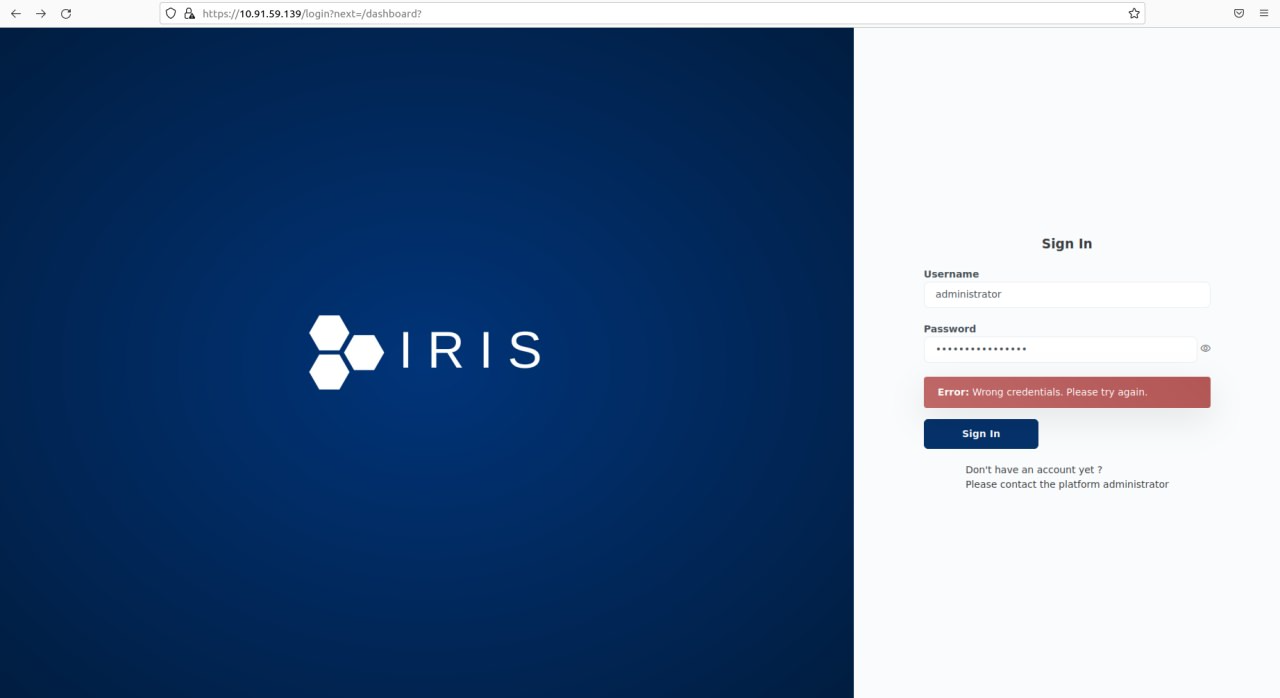 https://10.91.59.139/login?next=/dashboard?
IRIS
Sign In
Username
administrator
Password
••••••••••••••••
Error: Wrong credentials. Please try again.
Sign In
Don't have an account yet ?
Please contact the platform administrator